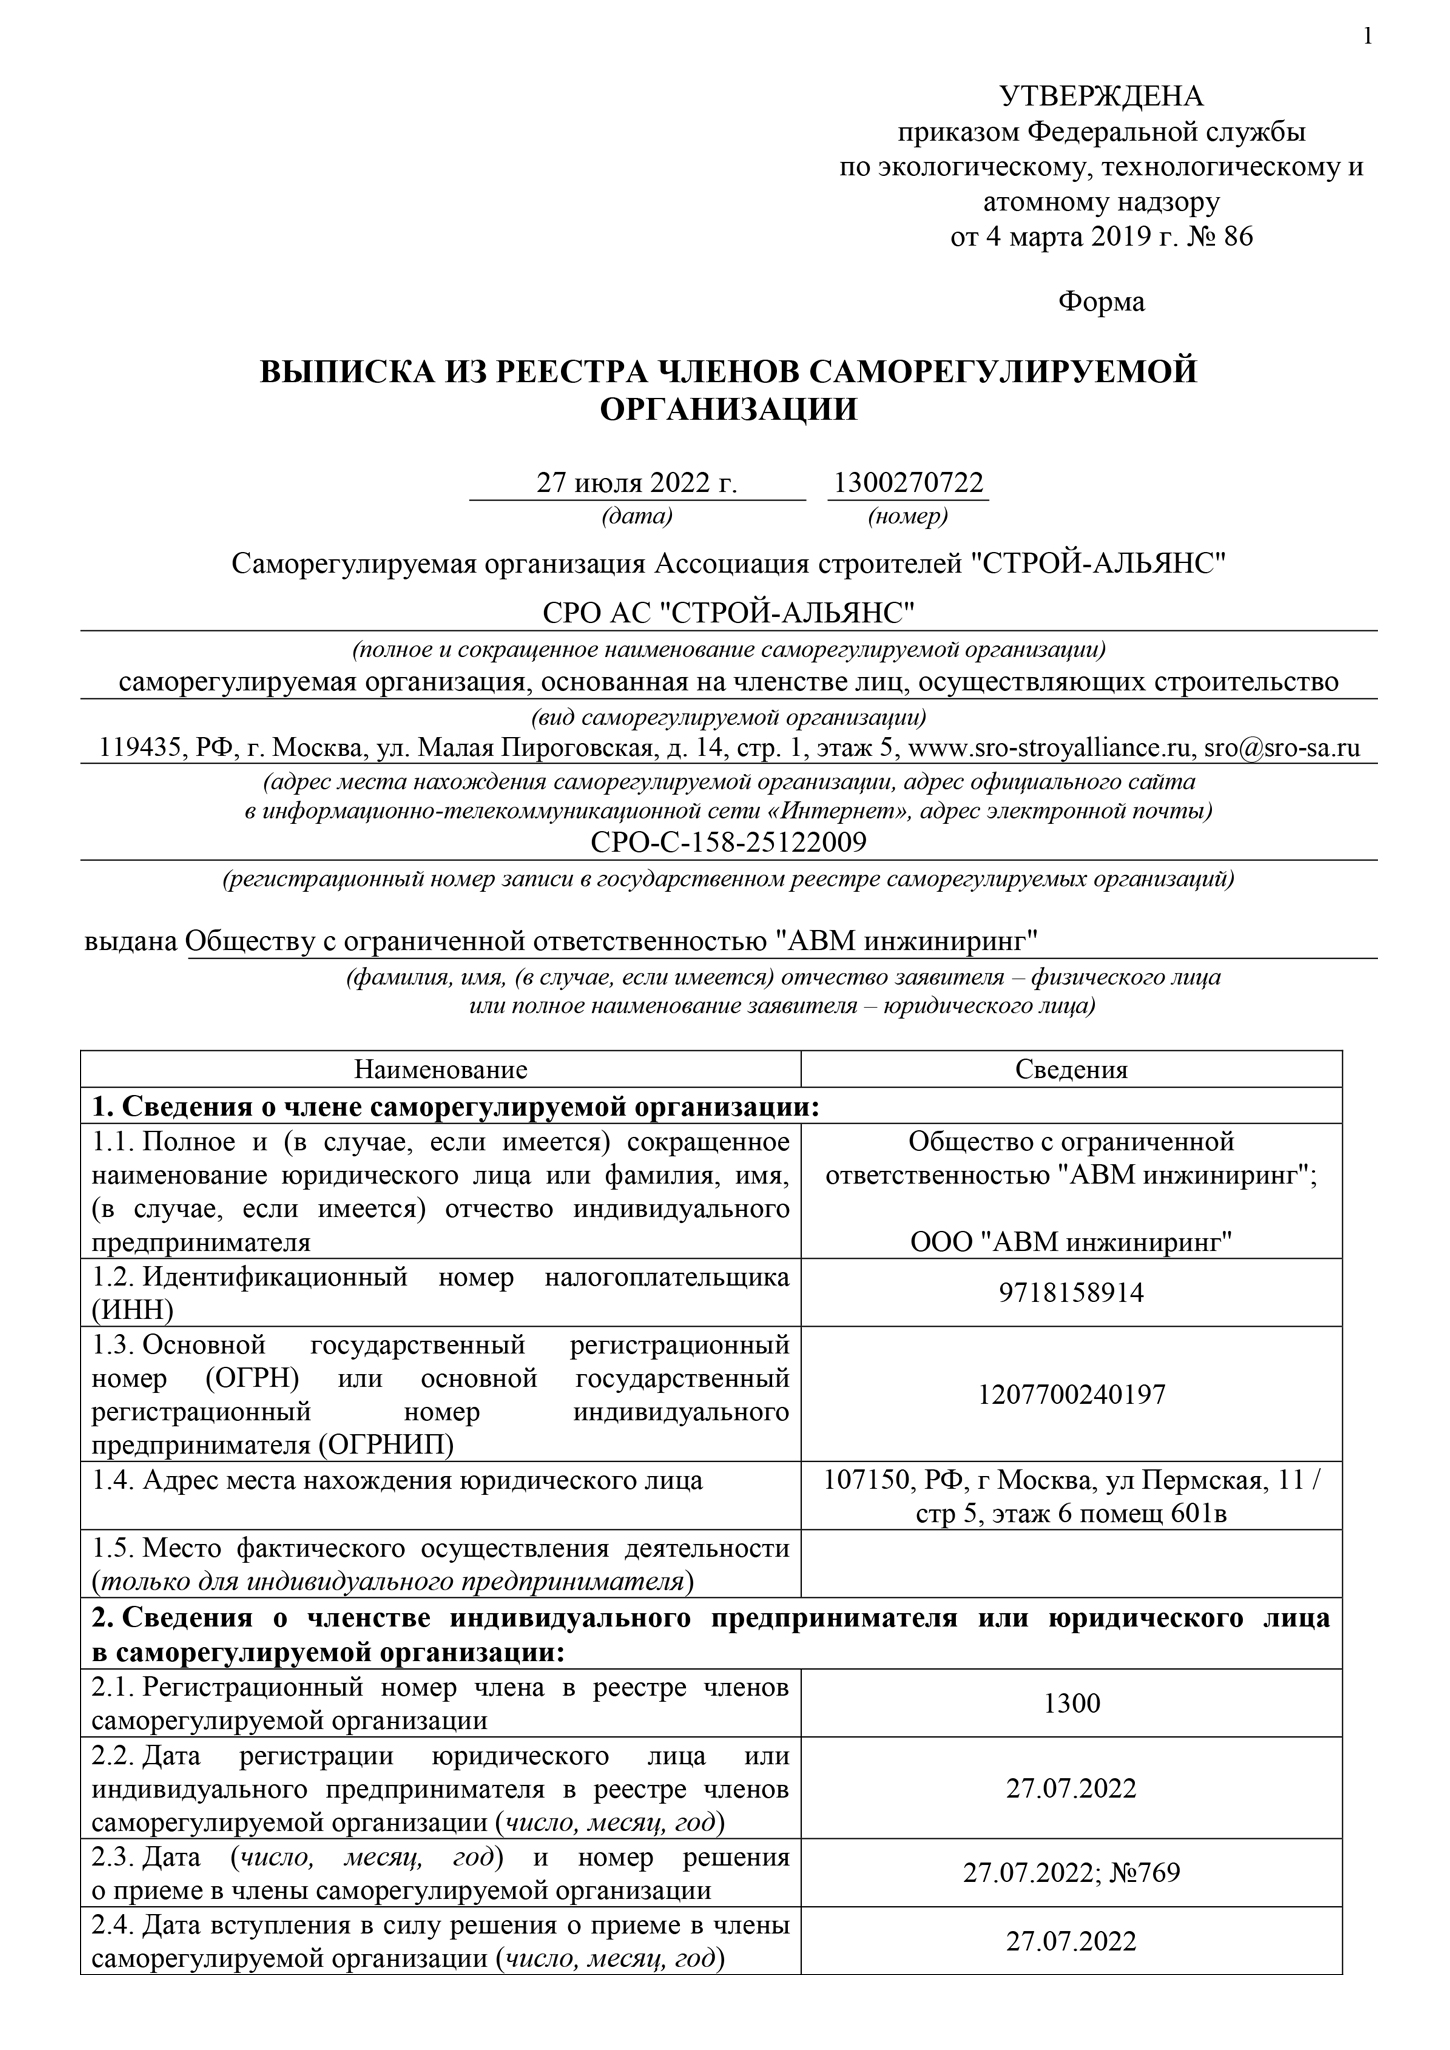 1
УТВЕРЖДЕНА
приказом Федеральной службы
по экологическому, технологическому и
атомному надзору
от 4 марта 2019 г. № 86
Форма
ВЫПИСКА ИЗ РЕЕСТРА ЧЛЕНОВ САМОРЕГУЛИРУЕМОЙ
ОРГАНИЗАЦИИ
27 июля 2022 г. 1300270722
(дата) (номер)
Саморегулируемая организация Ассоциация строителей "СТРОЙ-АЛЬЯНС"
СРО АС "СТРОЙ-АЛЬЯНС"
(полное и сокращенное наименование саморегулируемой организации)
саморегулируемая организация, основанная на членстве лиц, осуществляющих строительство
(вид саморегулируемой организации)
119435, РФ, г. Москва, ул. Малая Пироговская, д. 14, стр. 1, этаж 5, www.sro-stroyalliance.ru, sro@sro-sa.ru
(адрес места нахождения саморегулируемой организации, адрес официального сайта
в информационно-телекоммуникационной сети «Интернет», адрес электронной почты)
СРО-С-158-25122009
(регистрационный номер записи в государственном реестре саморегулируемых организаций)
выдана Обществу с ограниченной ответственностью "АВМ инжиниринг"
(фамилия, имя, (в случае, если имеется) отчество заявителя – физического лица
или полное наименование заявителя – юридического лица)
Наименование Сведения
1. Сведения о члене саморегулируемой организации:
1.1. Полное и (в случае, если имеется) сокращенное
наименование юридического лица или фамилия, имя,
(в случае, если имеется) отчество индивидуального
предпринимателя
Общество с ограниченной
ответственностью "АВМ инжиниринг";
ООО "АВМ инжиниринг"
1.2. Идентификационный номер налогоплательщика
(ИНН)
9718158914
1.3. Основной государственный регистрационный
номер (ОГРН) или основной государственный
регистрационный номер индивидуального
предпринимателя (ОГРНИП)
1207700240197
1.4. Адрес места нахождения юридического лица
107150, РФ, г Москва, ул Пермская, 11 /
стр 5, этаж 6 помещ 601в
1.5. Место фактического осуществления деятельности
(только для индивидуального предпринимателя)
2. Сведения о членстве индивидуального предпринимателя или юридического лица
в саморегулируемой организации:
2.1. Регистрационный номер члена в реестре членов
саморегулируемой организации
1300
2.2. Дата регистрации юридического лица или
индивидуального предпринимателя в реестре членов
саморегулируемой организации (число, месяц, год)
27.07.2022
2.3. Дата (число, месяц, год) и номер решения
о приеме в члены саморегулируемой организации
27.07.2022; №769
2.4. Дата вступления в силу решения о приеме в члены
саморегулируемой организации (число, месяц, год)
27.07.2022